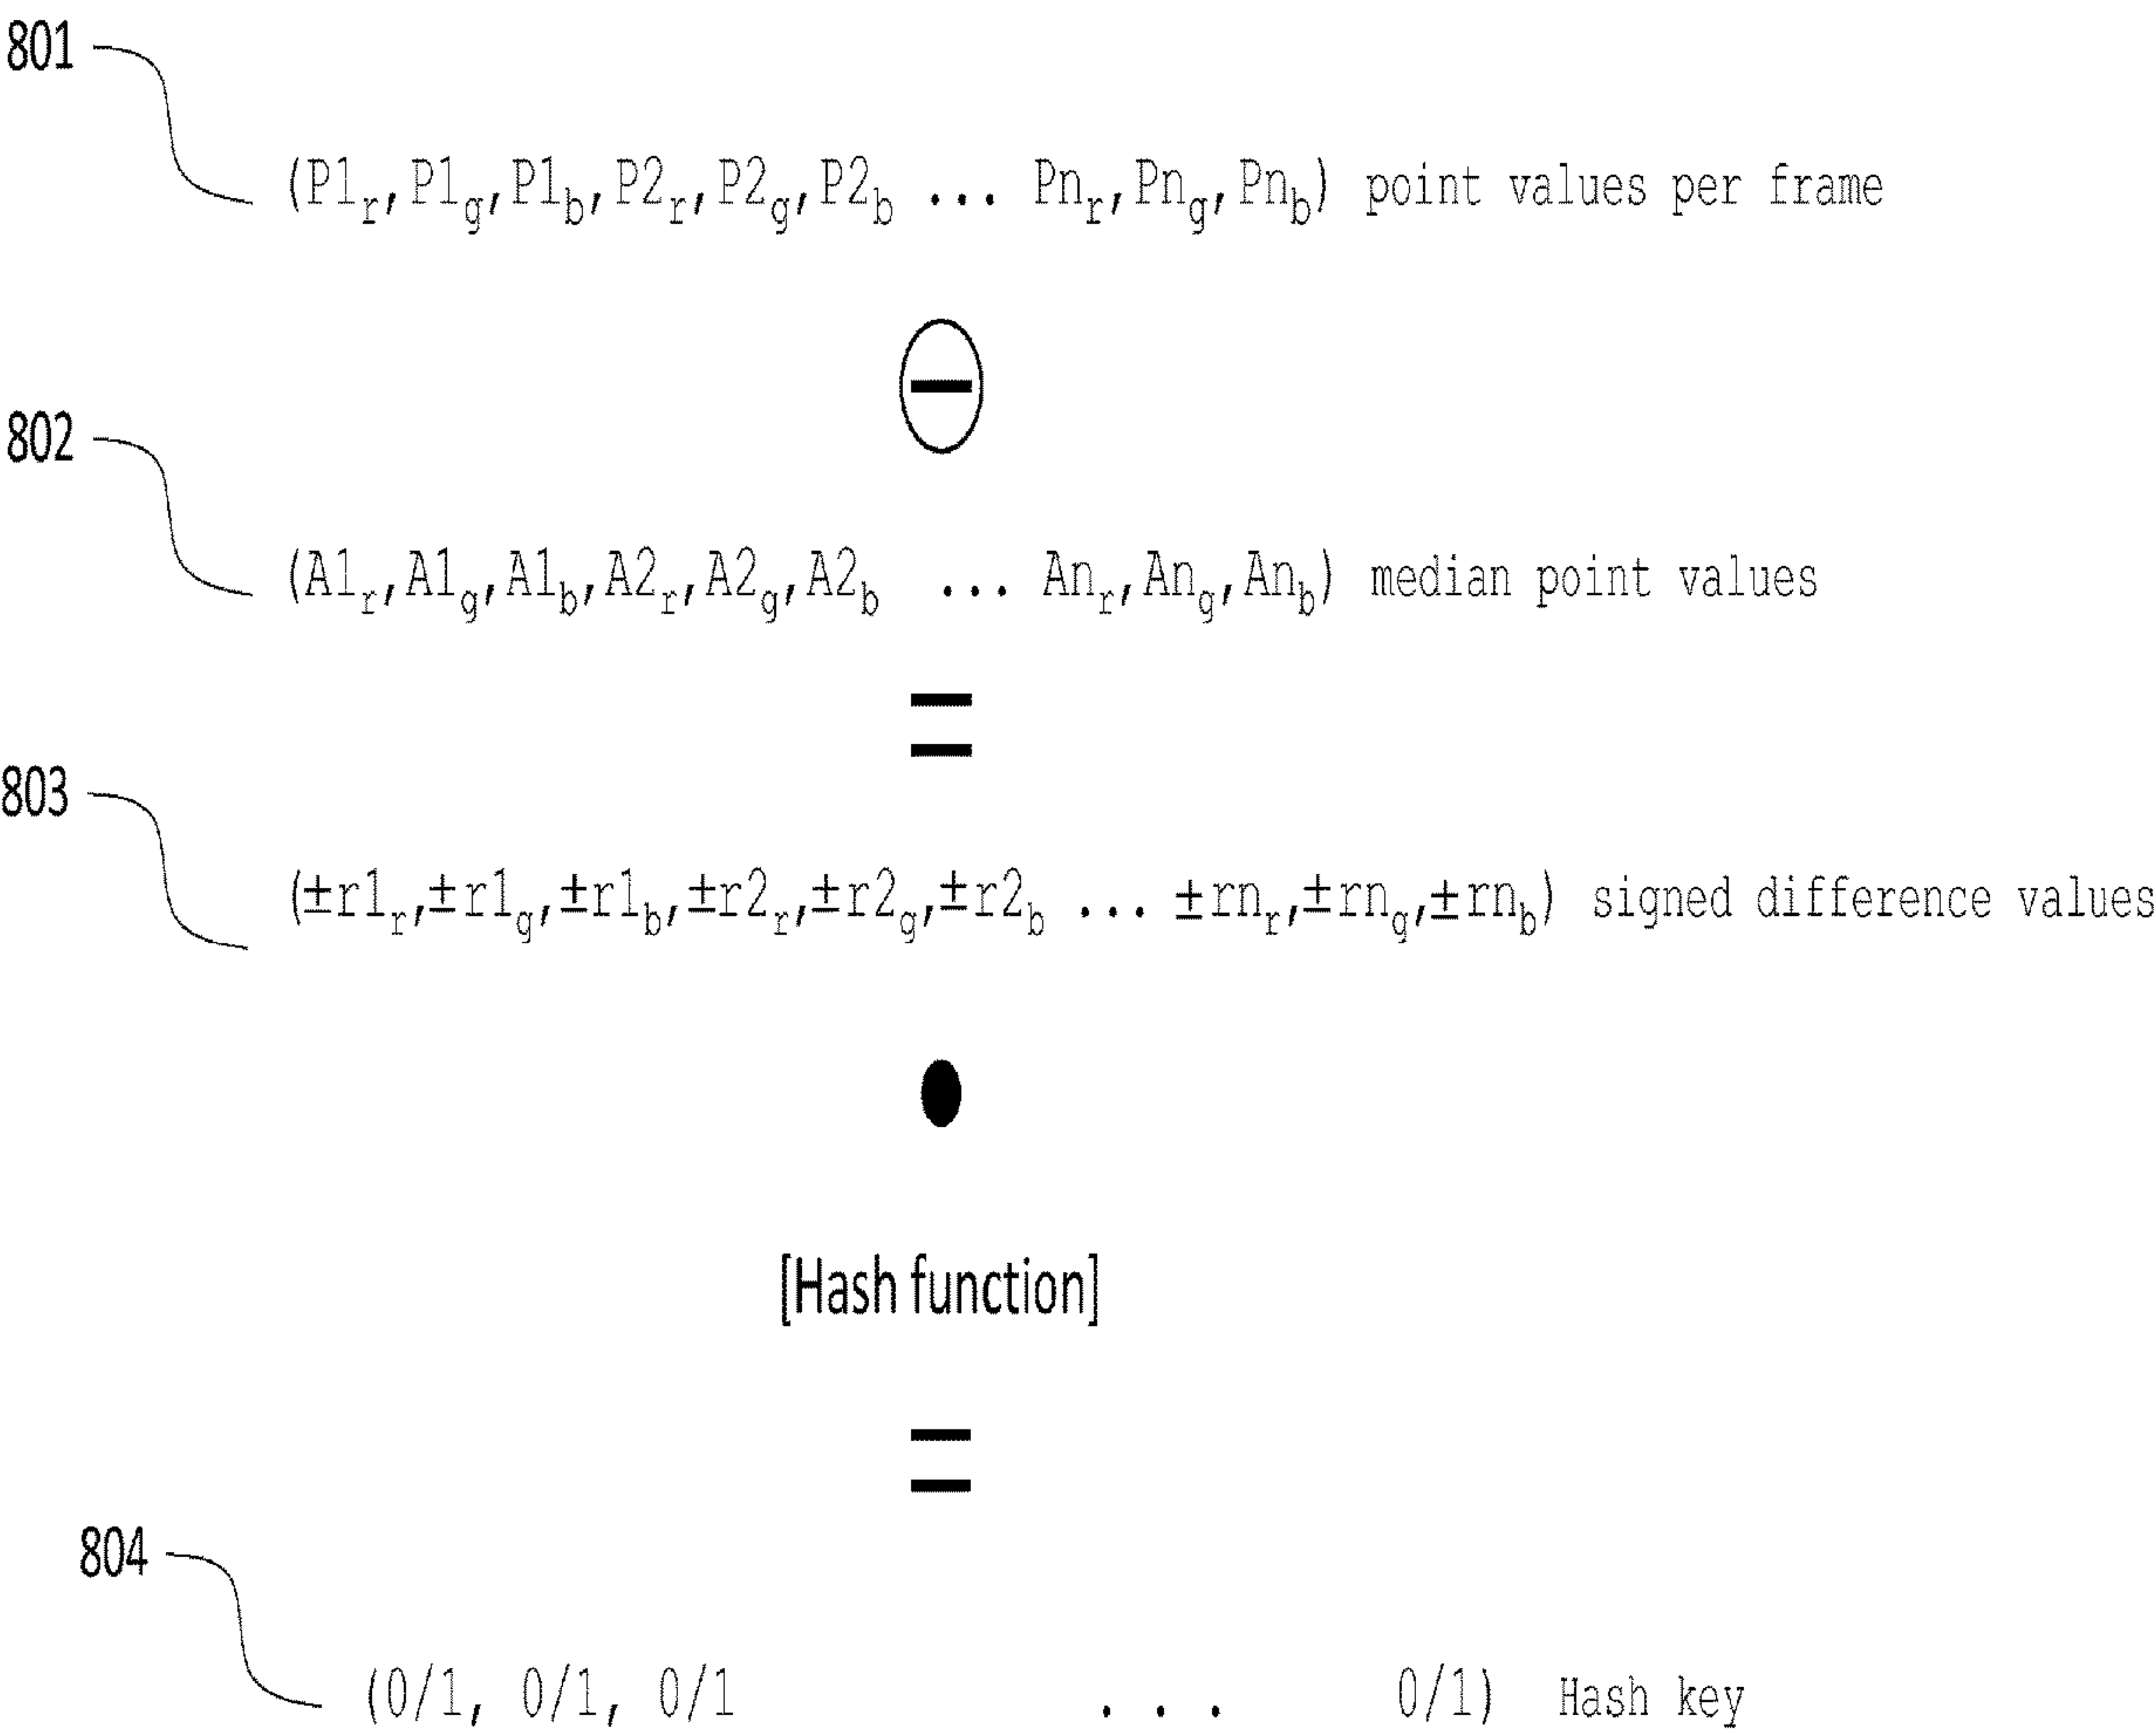 801
(P1r,P1g,P1b,P2r,P2g,P2b ... Pnr,Png,Pnb) point values per frame
−
802
(A1r,A1g,A1b,A2r,A2g,A2b ... Anr,Ang,Anb) median point values
=
803
(±r1r,±r1g,±r1b,±r2r,±r2g,±r2b ... ±rnr,±rng,±rnb) signed difference values
•
[Hash function]
=
804
(0/1, 0/1, 0/1 ... 0/1) Hash key